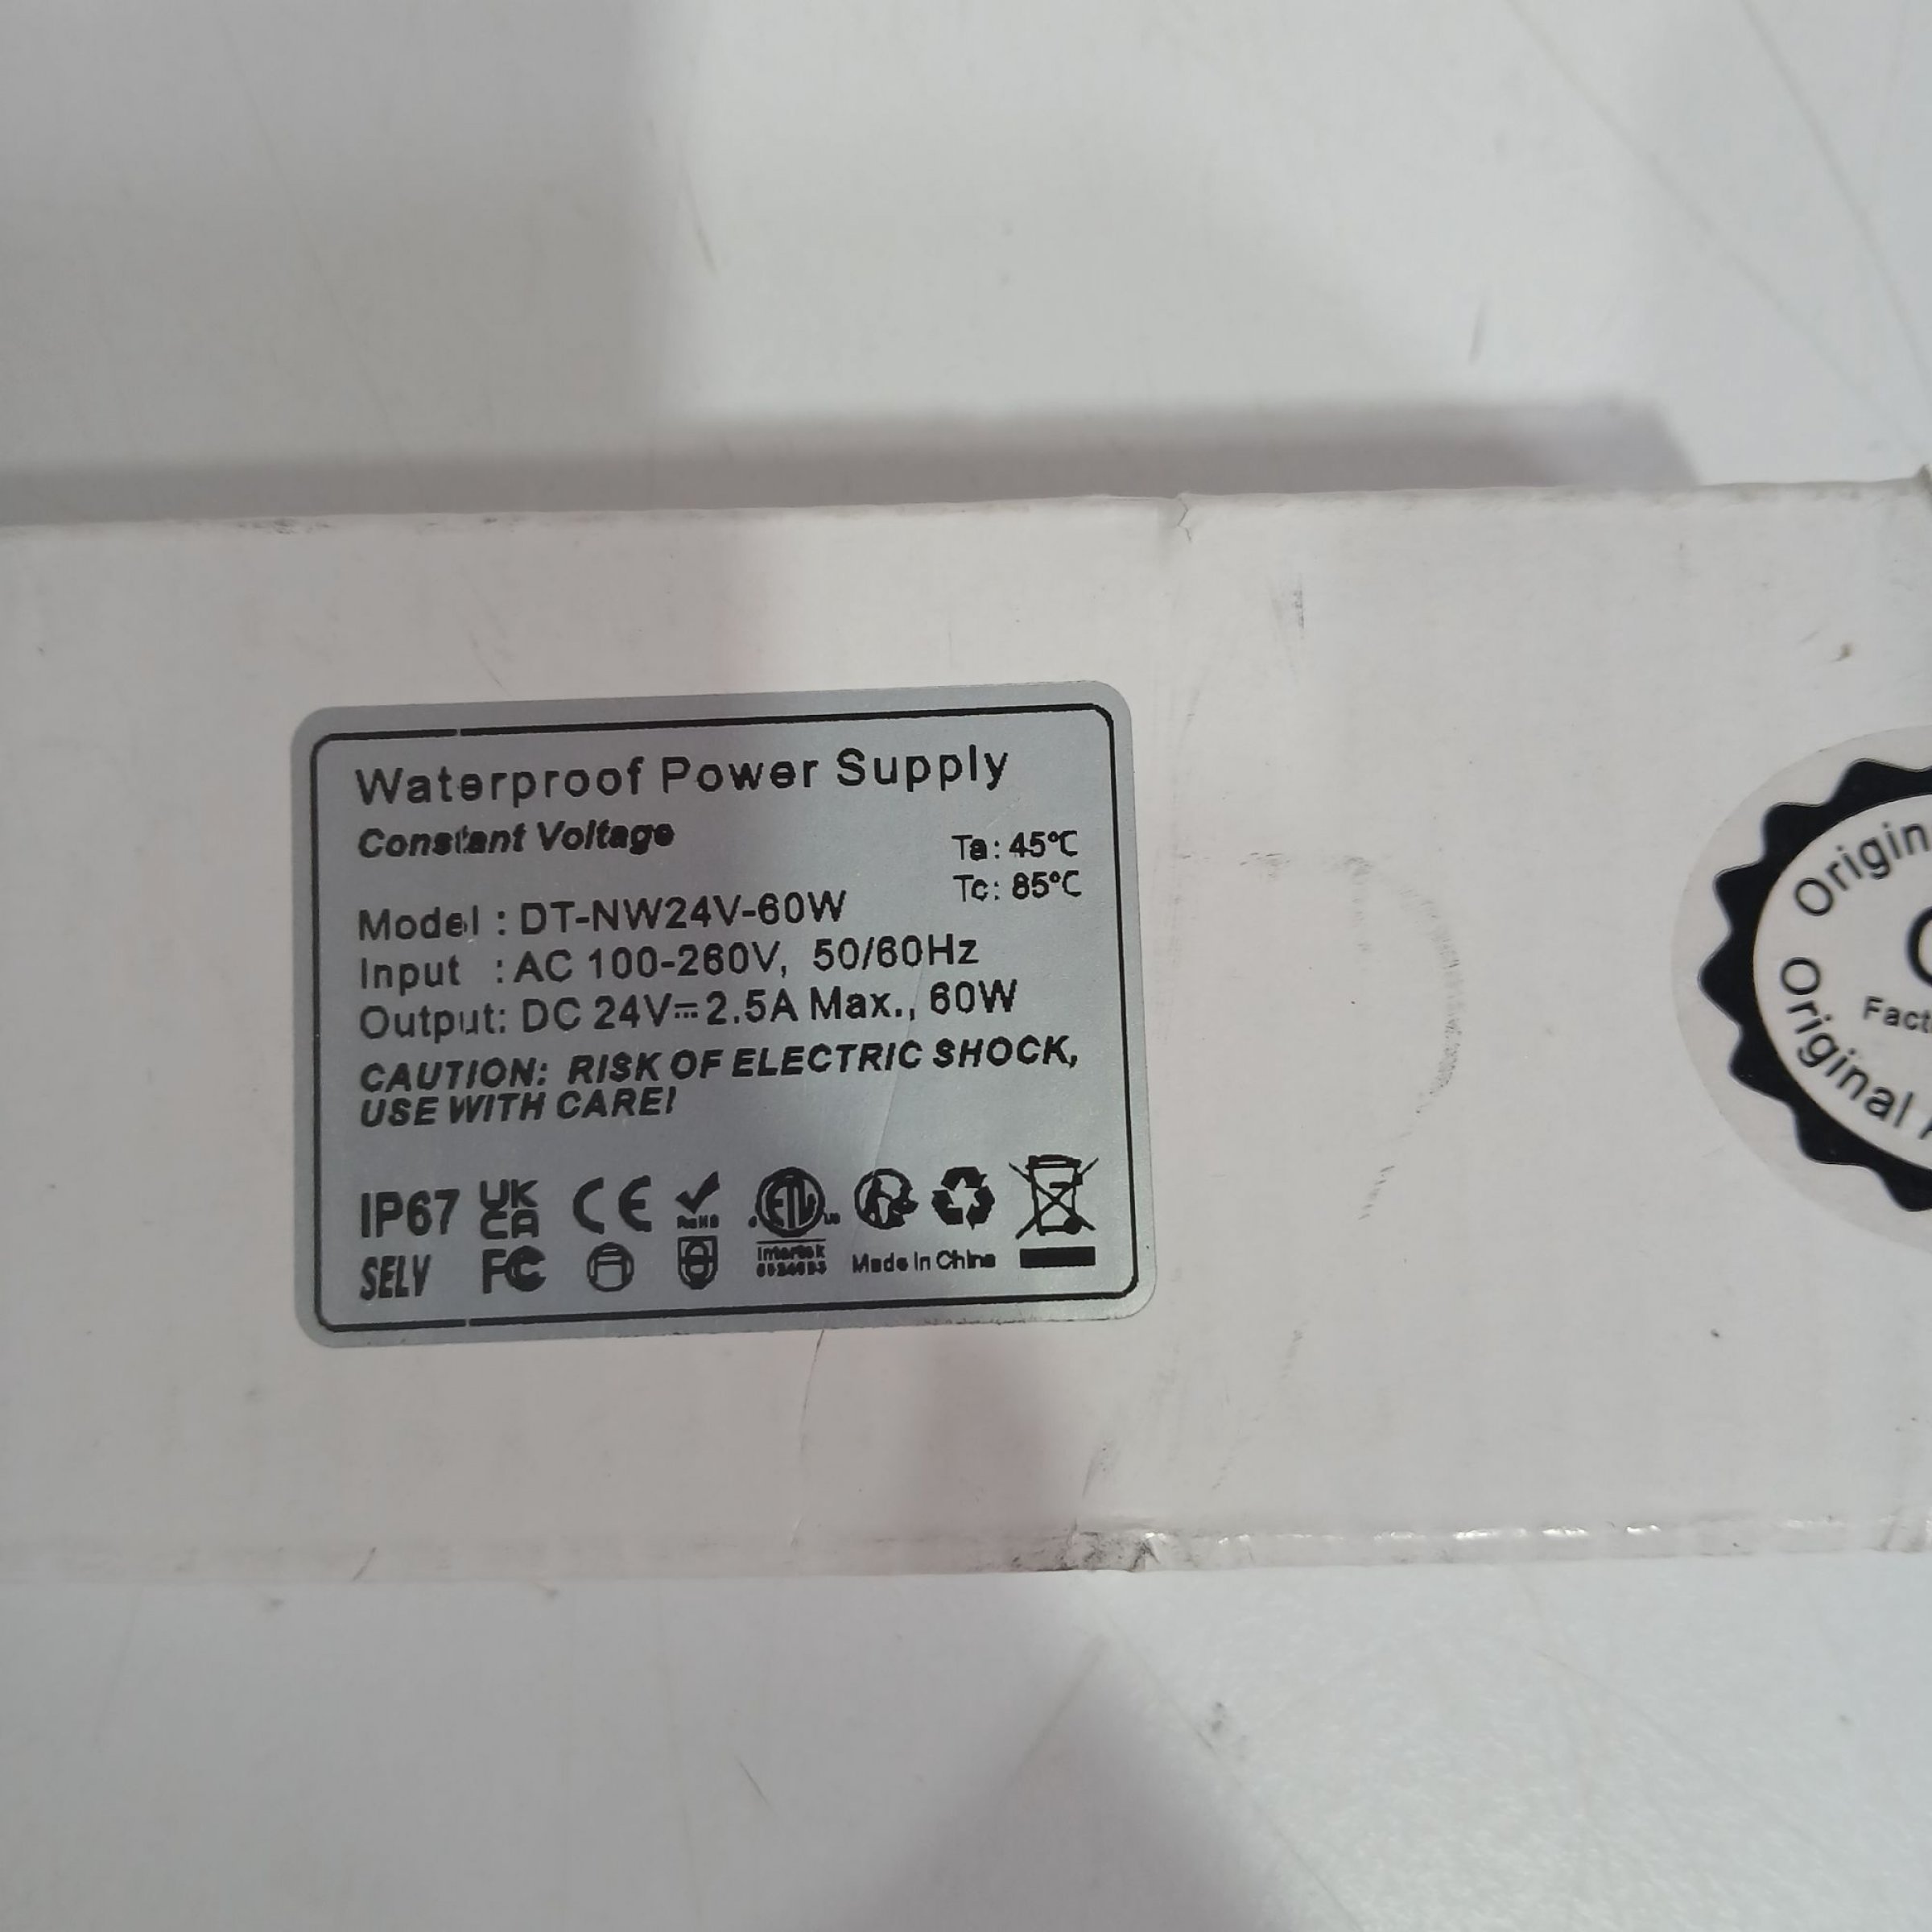 Waterproof Power Supply
Constant Voltage
Ta: 45℃
Tc: 85℃
Model : DT-NW24V-60W
Input : AC 100-260V, 50/60Hz
Output: DC 24V⎓2.5A Max., 60W
CAUTION: RISK OF ELECTRIC SHOCK,
USE WITH CARE!
IP67 UK CA CE RoHS ETL
SELV FC Intertek Made In China
Origin
Fact
Original